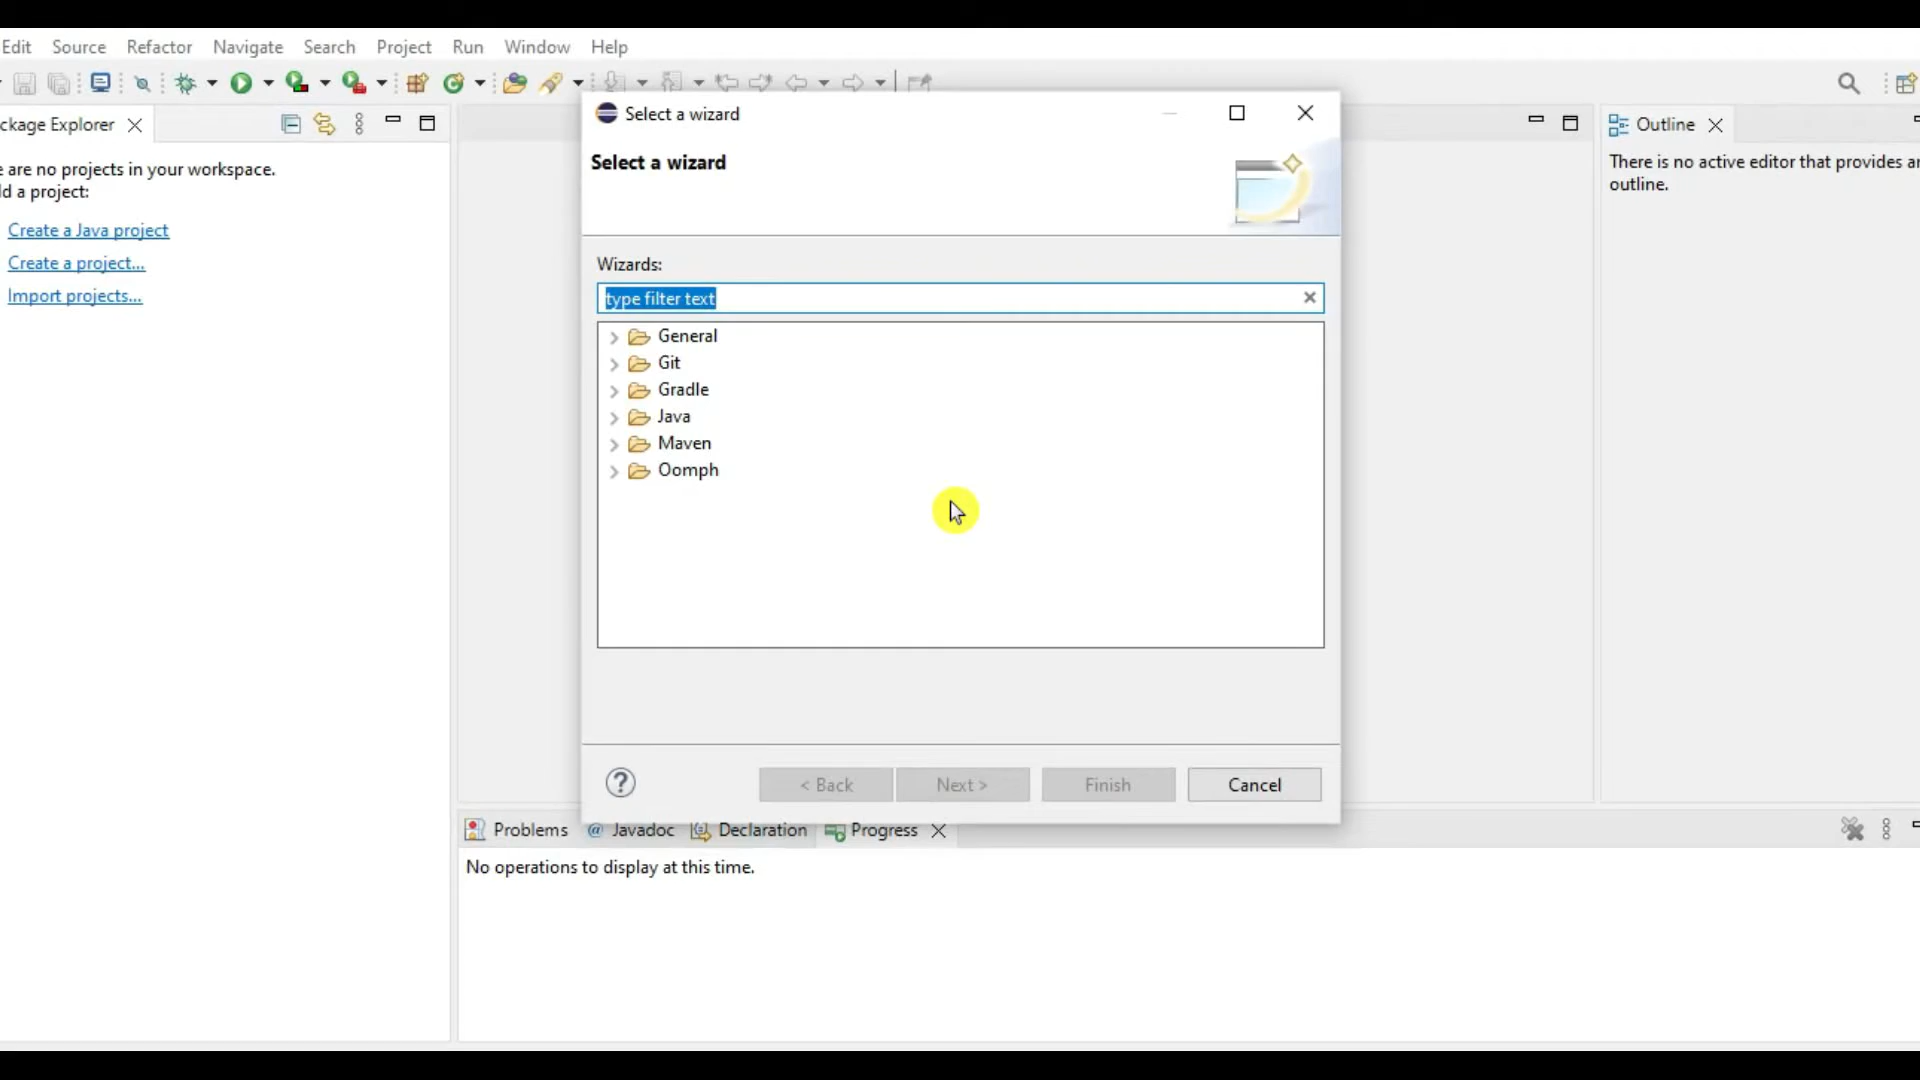 Edit Source Refactor Navigate Search Project Run Window Help
ckage Explorer
e are no projects in your workspace.
d a project:
Create a Java project
Create a project...
Import projects...
Select a wizard
Select a wizard
Wizards:
type filter text
General
Git
Gradle
Java
Maven
Oomph
?
< Back Next > Finish Cancel
Outline
There is no active editor that provides an
outline.
Problems @ Javadoc Declaration Progress
No operations to display at this time.